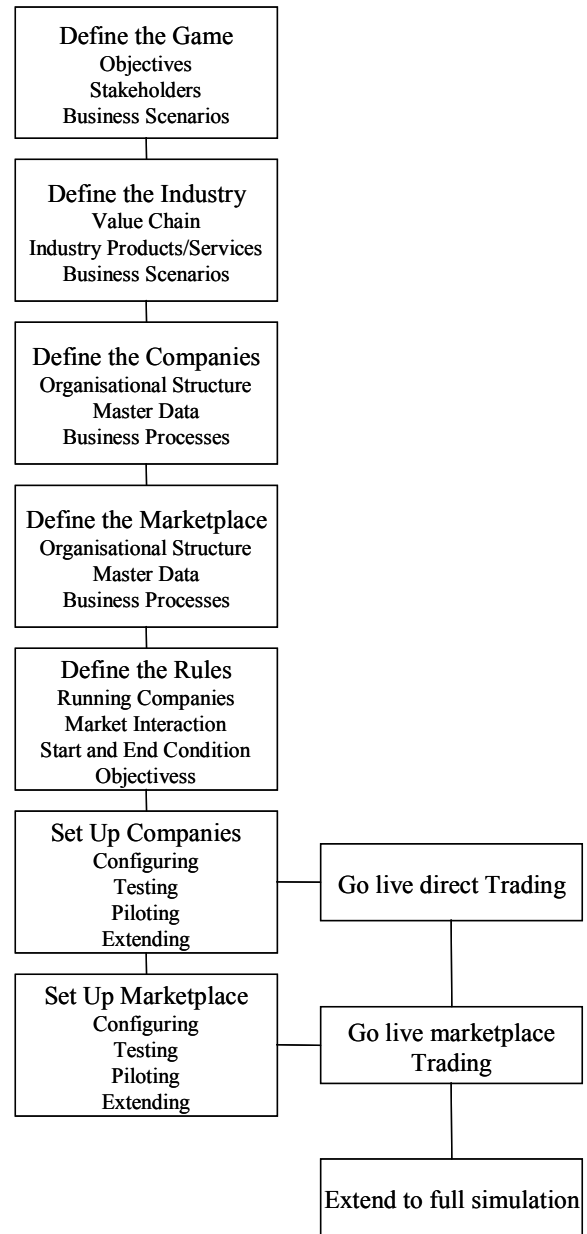 Define the Game
Objectives
Stakeholders
Business Scenarios
Define the Industry
Value Chain
Industry Products/Services
Business Scenarios
Define the Companies
Organisational Structure
Master Data
Business Processes
Define the Marketplace
Organisational Structure
Master Data
Business Processes
Define the Rules
Running Companies
Market Interaction
Start and End Condition
Objectivess
Set Up Companies
Configuring
Testing
Piloting
Extending
Go live direct Trading
Set Up Marketplace
Configuring
Testing
Piloting
Extending
Go live marketplace
Trading
Extend to full simulation